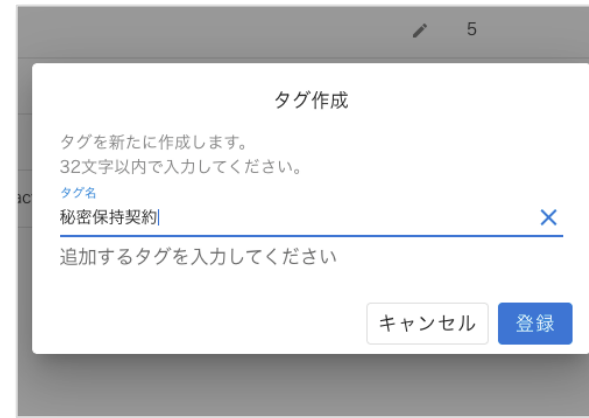 5
タグ作成
タグを新たに作成します。
32文字以内で入力してください。
タグ名
ac
秘密保持契約
追加するタグを入力してください
キャンセル 登録